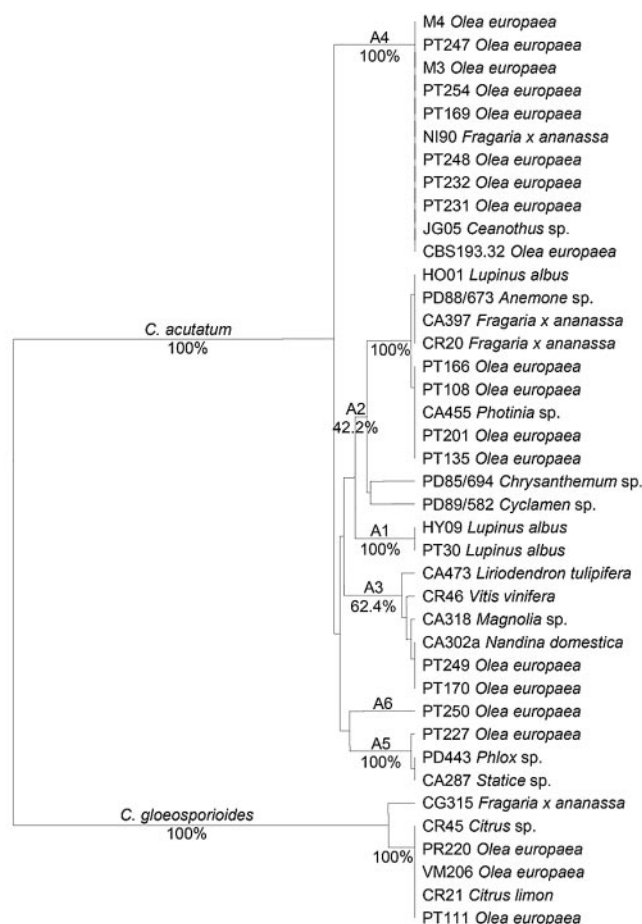 M4 Olea europaea
A4
PT247 Olea europaea
100%
M3 Olea europaea
PT254 Olea europaea
PT169 Olea europaea
NI90 Fragaria x ananassa
PT248 Olea europaea
PT232 Olea europaea
PT231 Olea europaea
JG05 Ceanothus sp.
CBS193.32 Olea europaea
HO01 Lupinus albus
PD88/673 Anemone sp.
CA397 Fragaria x ananassa
C. acutatum
100%
CR20 Fragaria x ananassa
100%
PT166 Olea europaea
PT108 Olea europaea
A2
42.2%
CA455 Photinia sp.
PT201 Olea europaea
PT135 Olea europaea
PD85/694 Chrysanthemum sp.
PD89/582 Cyclamen sp.
A1
100%
HY09 Lupinus albus
PT30 Lupinus albus
CA473 Liriodendron tulipifera
A3
62.4%
CR46 Vitis vinifera
CA318 Magnolia sp.
CA302a Nandina domestica
PT249 Olea europaea
PT170 Olea europaea
A6
PT250 Olea europaea
PT227 Olea europaea
A5
100%
PD443 Phlox sp.
CA287 Statice sp.
CG315 Fragaria x ananassa
C. gloeosporioides
100%
CR45 Citrus sp.
PR220 Olea europaea
100%
VM206 Olea europaea
CR21 Citrus limon
PT111 Olea europaea